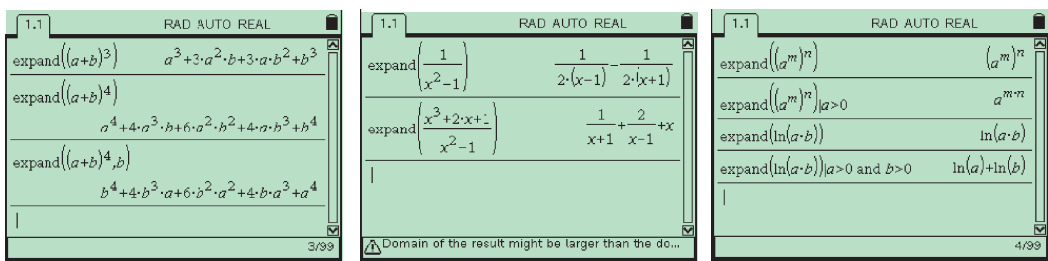 1.1 RAD AUTO REAL
expand((a+b)^3) a^3+3·a^2·b+3·a·b^2+b^3
expand((a+b)^4)
a^4+4·a^3·b+6·a^2·b^2+4·a·b^3+b^4
expand((a+b)^4,b)
b^4+4·b^3·a+6·b^2·a^2+4·b·a^3+a^4
3/99
1.1 RAD AUTO REAL
expand(1/(x^2-1)) 1/(2·(x-1))-1/(2·(x+1))
expand((x^3+2·x+1)/(x^2-1)) 1/(x+1)+2/(x-1)+x
Domain of the result might be larger than the do...
1.1 RAD AUTO REAL
expand((a^m)^n) (a^m)^n
expand((a^m)^n)|a>0 a^m·n
expand(ln(a·b)) ln(a·b)
expand(ln(a·b))|a>0 and b>0 ln(a)+ln(b)
4/99